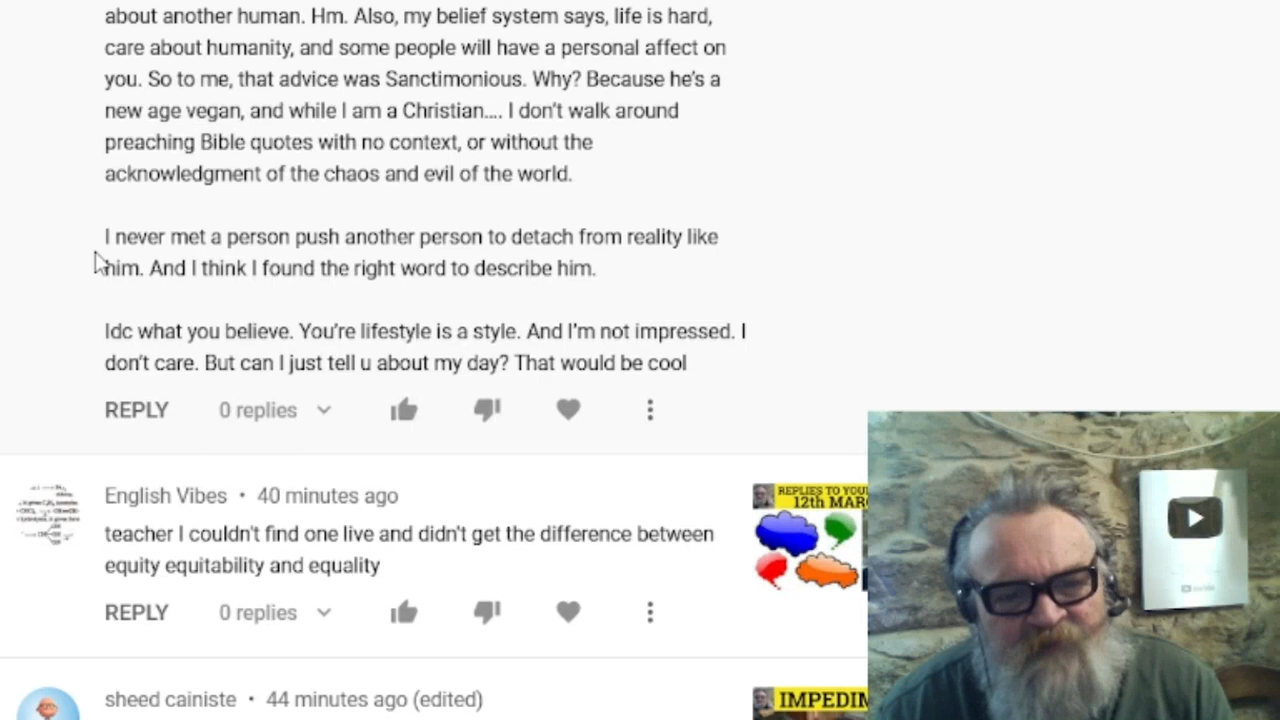 about another human. Hm. Also, my belief system says, life is hard,
care about humanity, and some people will have a personal affect on
you. So to me, that advice was Sanctimonious. Why? Because he's a
new age vegan, and while I am a Christian.... I don't walk around
preaching Bible quotes with no context, or without the
acknowledgment of the chaos and evil of the world.
I never met a person push another person to detach from reality like
him. And I think I found the right word to describe him.
Idc what you believe. You're lifestyle is a style. And I'm not impressed. I
don't care. But can I just tell u about my day? That would be cool
REPLY 0 replies
English Vibes • 40 minutes ago
teacher I couldn't find one live and didn't get the difference between
equity equitability and equality
REPLIES TO YOU
12th MAR
REPLY 0 replies
sheed cainiste • 44 minutes ago (edited)
IMPEDIM